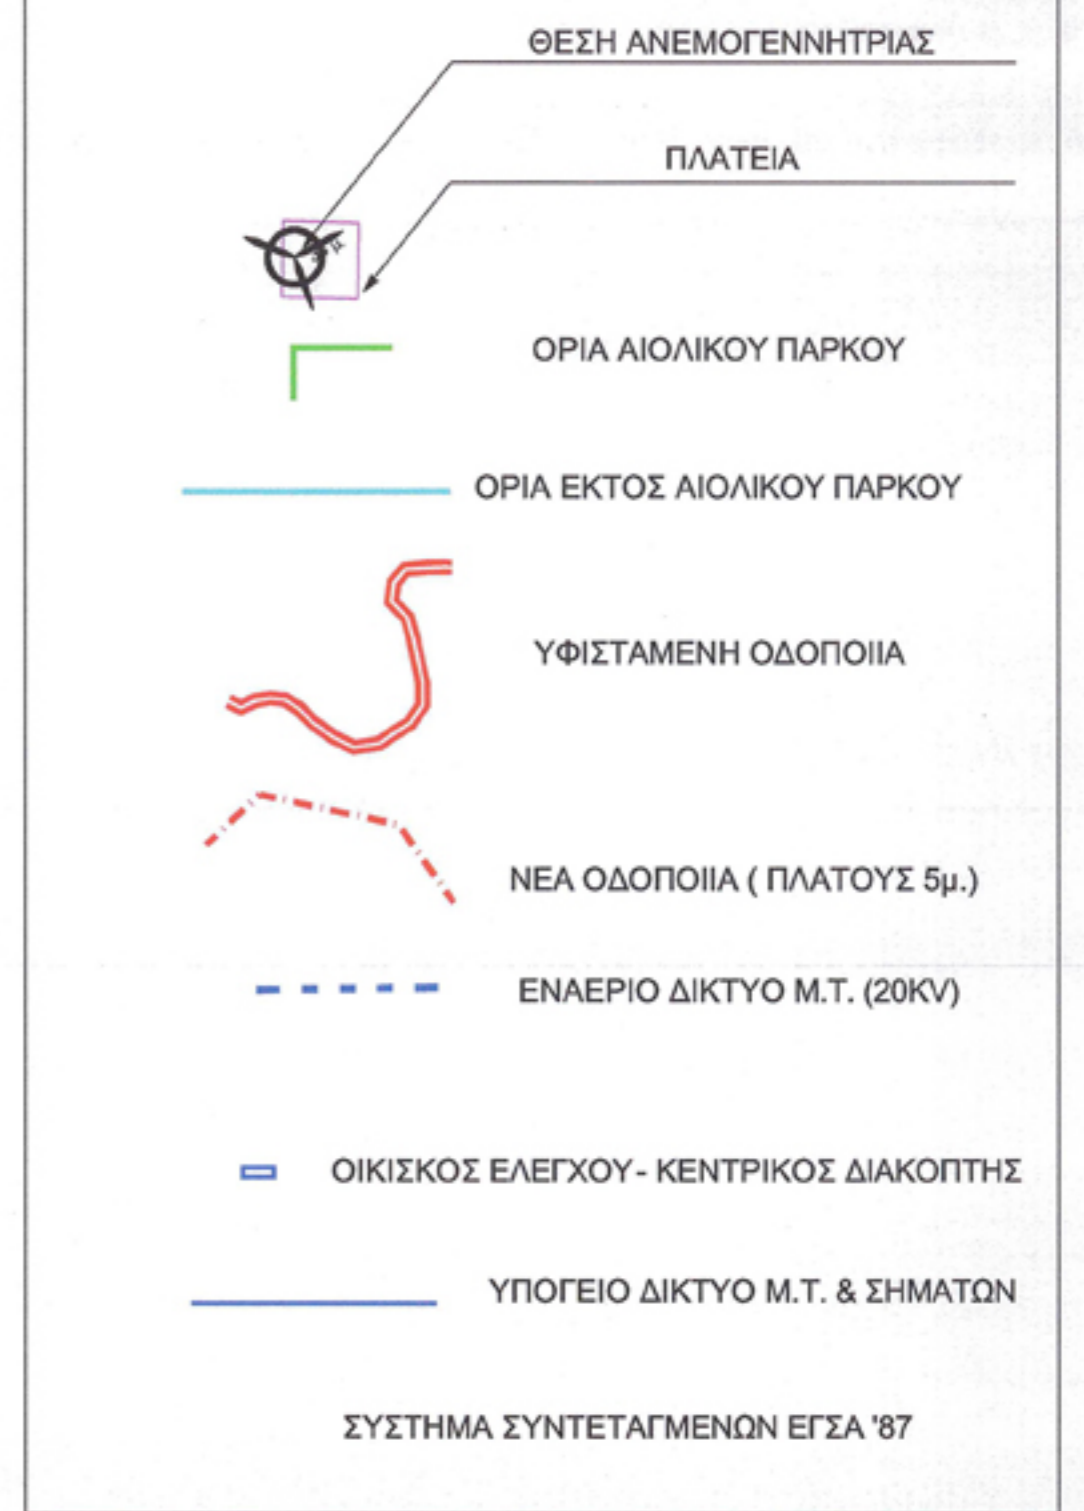 ΘΕΣΗ ΑΝΕΜΟΓΕΝΝΗΤΡΙΑΣ
ΠΛΑΤΕΙΑ
ΟΡΙΑ ΑΙΟΛΙΚΟΥ ΠΑΡΚΟΥ
ΟΡΙΑ ΕΚΤΟΣ ΑΙΟΛΙΚΟΥ ΠΑΡΚΟΥ
ΥΦΙΣΤΑΜΕΝΗ ΟΔΟΠΟΙΙΑ
ΝΕΑ ΟΔΟΠΟΙΙΑ ( ΠΛΑΤΟΥΣ 5μ.)
ΕΝΑΕΡΙΟ ΔΙΚΤΥΟ Μ.Τ. (20KV)
ΟΙΚΙΣΚΟΣ ΕΛΕΓΧΟΥ - ΚΕΝΤΡΙΚΟΣ ΔΙΑΚΟΠΤΗΣ
ΥΠΟΓΕΙΟ ΔΙΚΤΥΟ Μ.Τ. & ΣΗΜΑΤΩΝ
ΣΥΣΤΗΜΑ ΣΥΝΤΕΤΑΓΜΕΝΩΝ ΕΓΣΑ '87